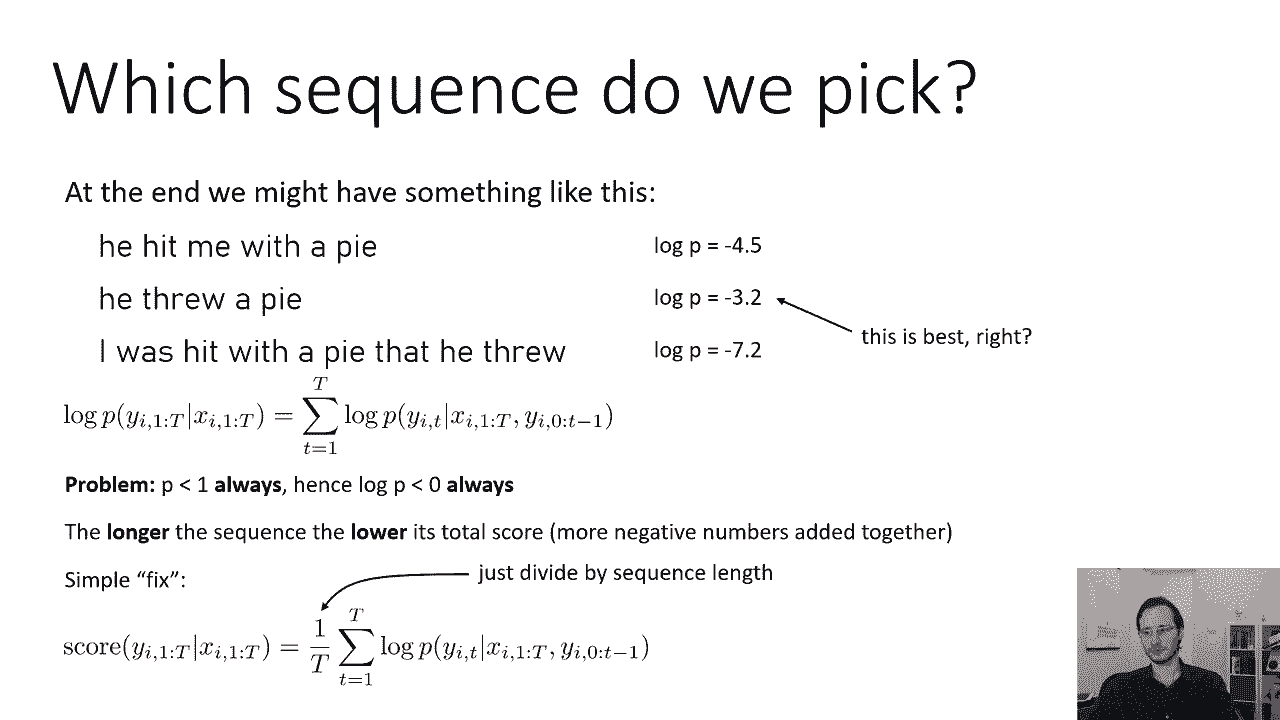 Which sequence do we pick?
At the end we might have something like this:
he hit me with a pie log p = -4.5
he threw a pie log p = -3.2
this is best, right?
I was hit with a pie that he threw log p = -7.2
log p(y_{i,1:T}|x_{i,1:T}) = \sum_{t=1}^{T} log p(y_{i,t}|x_{i,1:T}, y_{i,0:t−1})
Problem: p < 1 always, hence log p < 0 always
The longer the sequence the lower its total score (more negative numbers added together)
Simple “fix”: just divide by sequence length
score(y_{i,1:T}|x_{i,1:T}) = \frac{1}{T} \sum_{t=1}^{T} log p(y_{i,t}|x_{i,1:T}, y_{i,0:t−1})